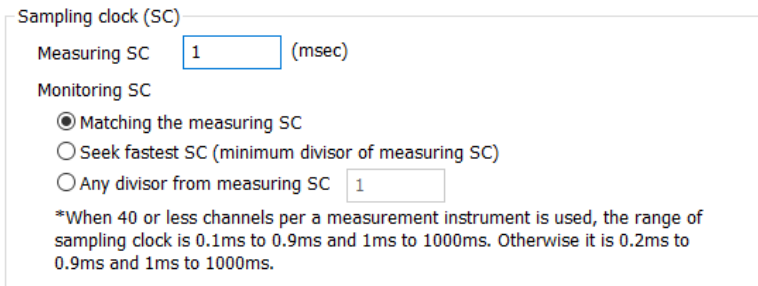 Sampling clock (SC)
Measuring SC 1 (msec)
Monitoring SC
Matching the measuring SC
Seek fastest SC (minimum divisor of measuring SC)
Any divisor from measuring SC 1
*When 40 or less channels per a measurement instrument is used, the range of
sampling clock is 0.1ms to 0.9ms and 1ms to 1000ms. Otherwise it is 0.2ms to
0.9ms and 1ms to 1000ms.